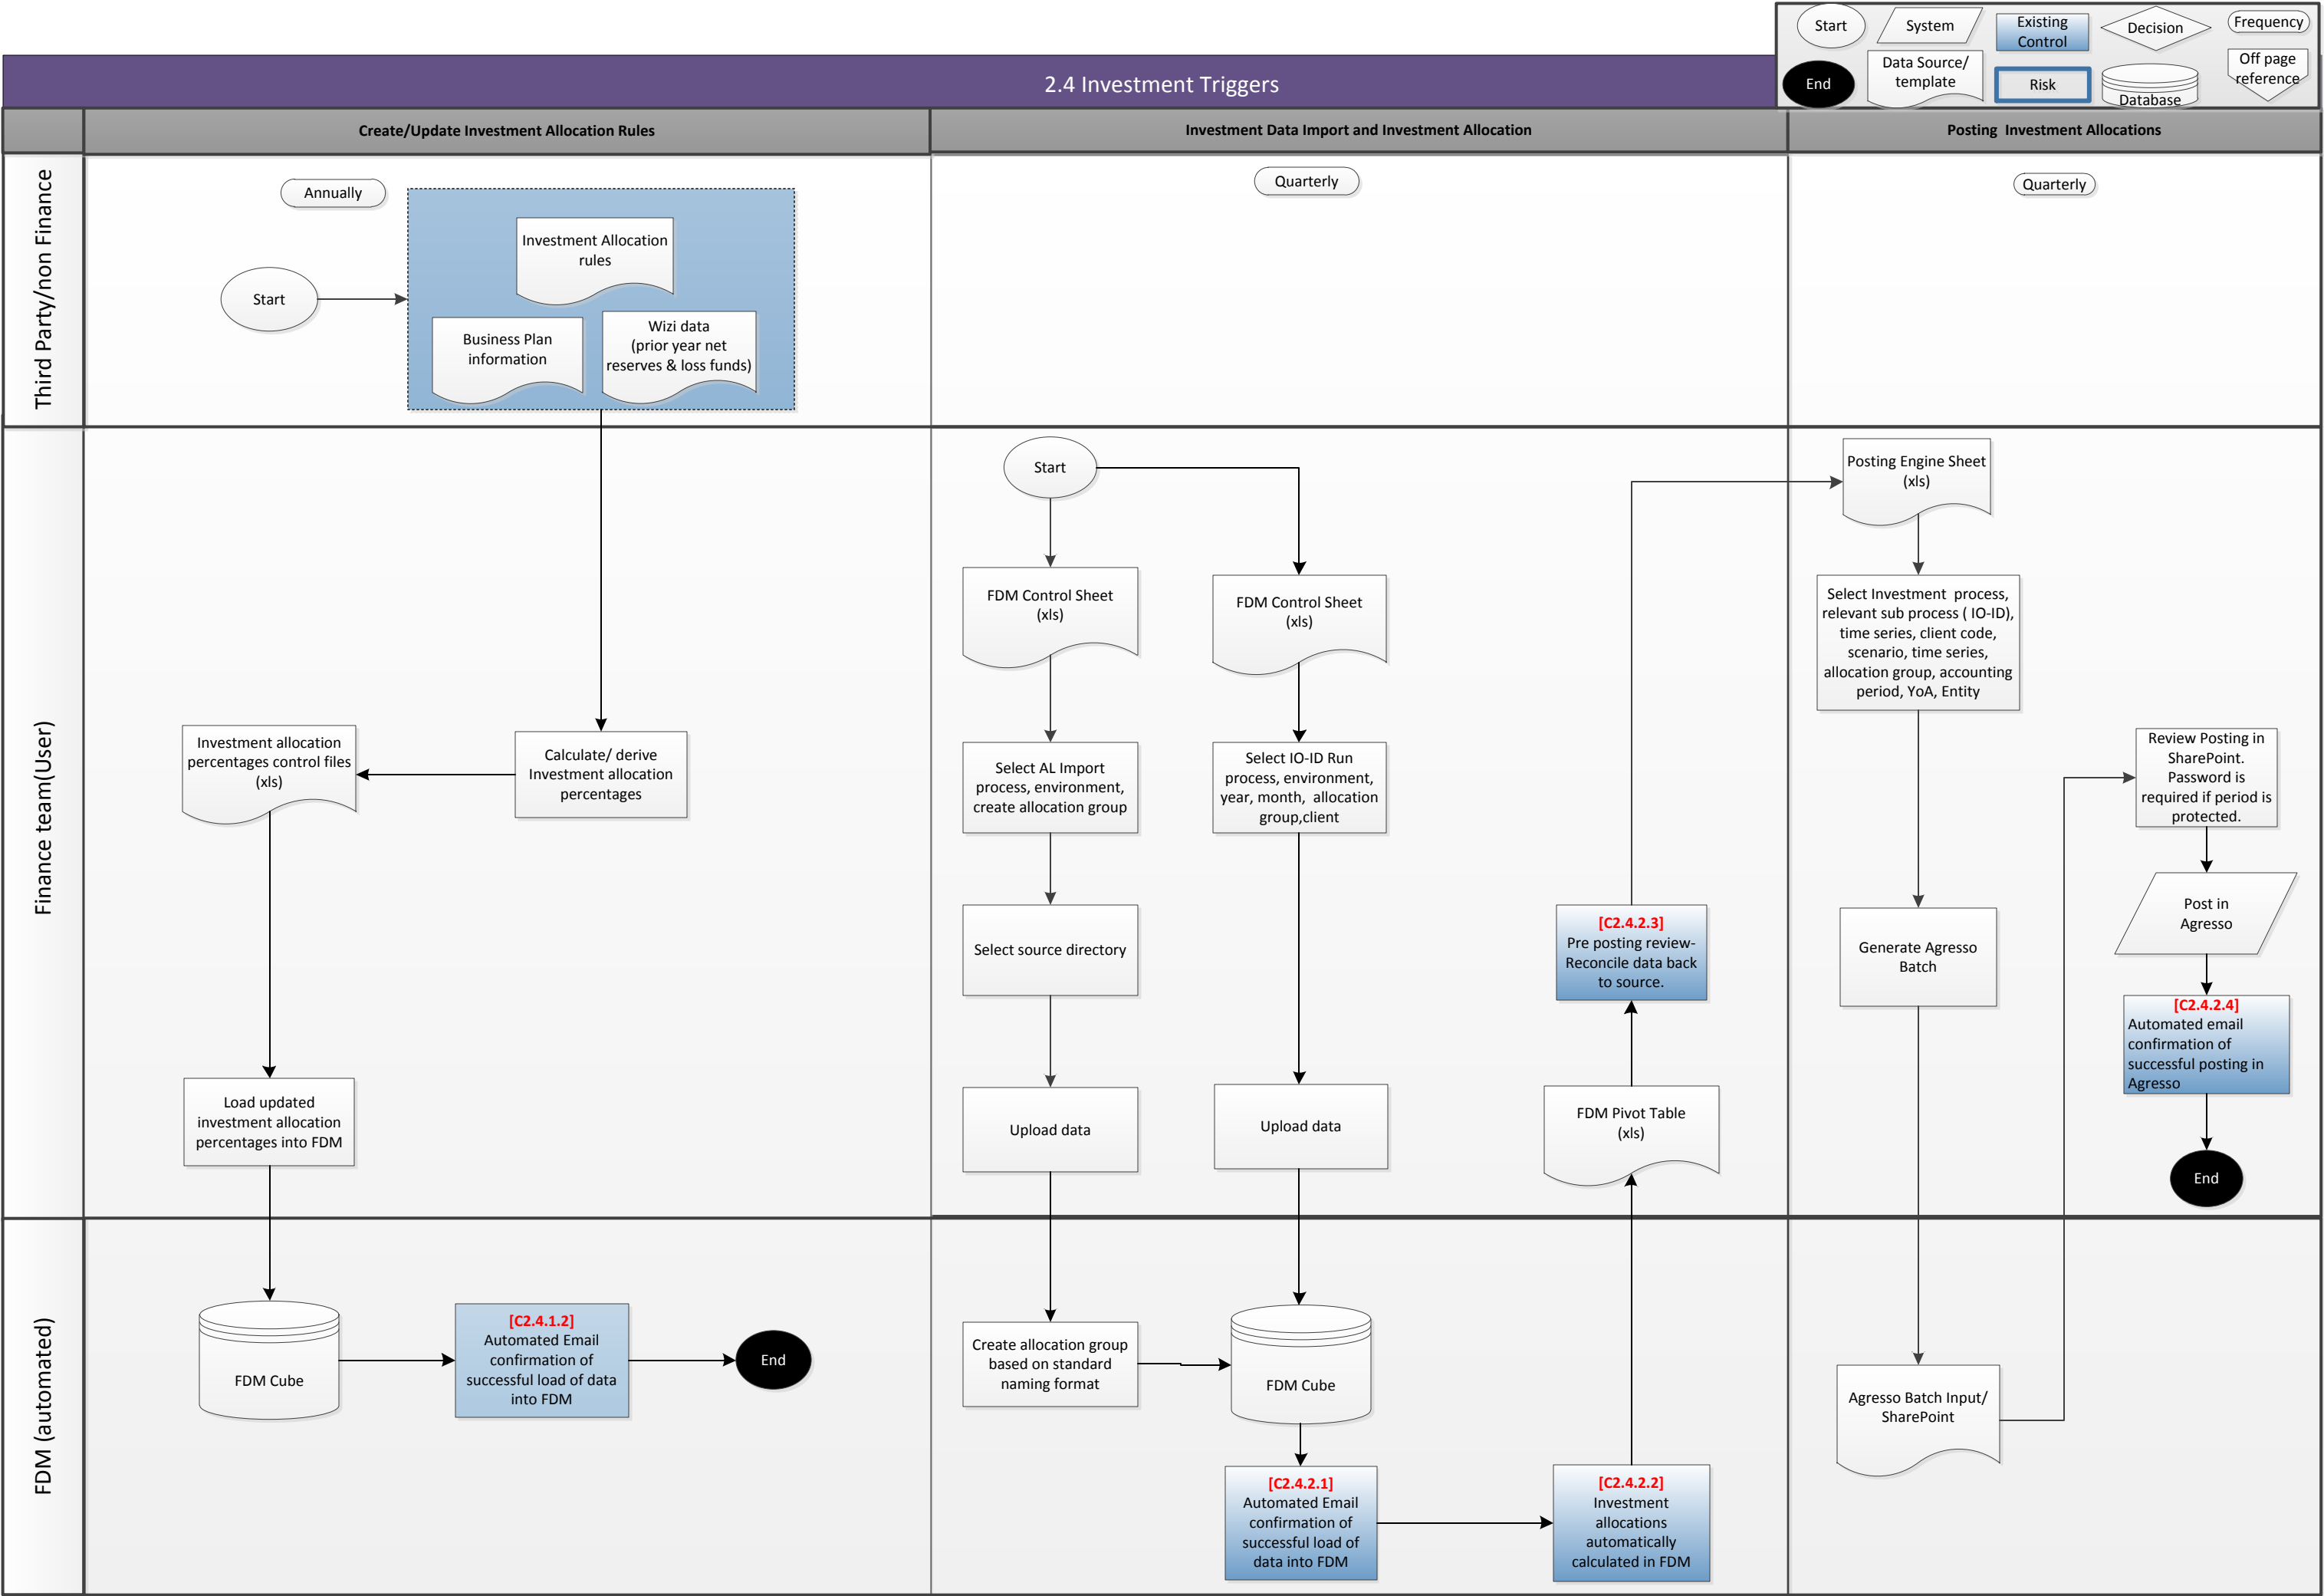 2.4 Investment Triggers
Start
System
Existing
Control
Decision
Frequency
End
Data Source/
template
Risk
Database
Off page
reference
Create/Update Investment Allocation Rules
Investment Data Import and Investment Allocation
Posting  Investment Allocations
Third Party/non Finance
Annually
Start
Investment Allocation
rules
Business Plan
information
Wizi data
(prior year net
reserves & loss funds)
Quarterly
Quarterly
Finance team(User)
Calculate/ derive
Investment allocation
percentages
Investment allocation
percentages control files
(xls)
Load updated
investment allocation
percentages into FDM
Start
FDM Control Sheet
(xls)
Select AL Import
process, environment,
create allocation group
Select source directory
Upload data
FDM Control Sheet
(xls)
Select IO-ID Run
process, environment,
year, month,  allocation
group,client
Upload data
[C2.4.2.3]
Pre posting review-
Reconcile data back
to source.
FDM Pivot Table
(xls)
Posting Engine Sheet
(xls)
Select Investment  process,
relevant sub process ( IO-ID),
time series, client code,
scenario, time series,
allocation group, accounting
period, YoA, Entity
Generate Agresso
Batch
Review Posting in
SharePoint.
Password is
required if period is
protected.
Post in
Agresso
[C2.4.2.4]
Automated email
confirmation of
successful posting in
Agresso
End
FDM (automated)
FDM Cube
[C2.4.1.2]
Automated Email
confirmation of
successful load of data
into FDM
End
Create allocation group
based on standard
naming format
FDM Cube
[C2.4.2.1]
Automated Email
confirmation of
successful load of
data into FDM
[C2.4.2.2]
Investment
allocations
automatically
calculated in FDM
Agresso Batch Input/
SharePoint